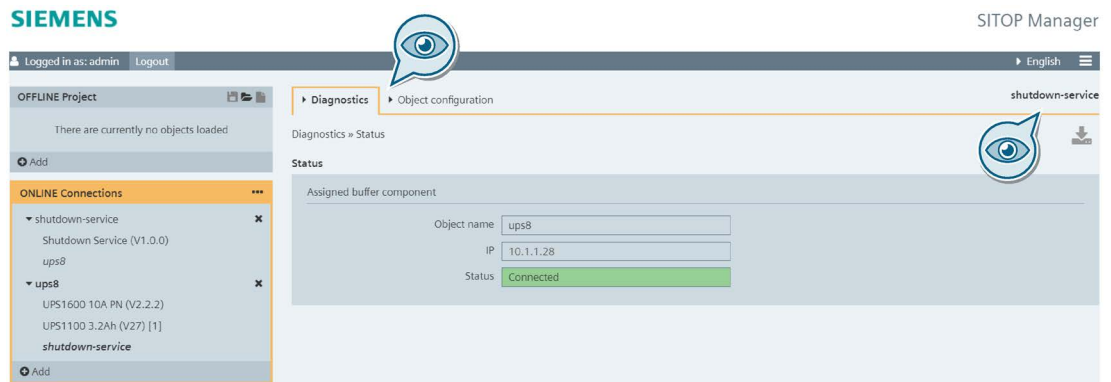 SIEMENS
SITOP Manager
Logged in as: admin Logout
English
OFFLINE Project
There are currently no objects loaded
Add
ONLINE Connections
shutdown-service
Shutdown Service (V1.0.0)
ups8
ups8
UPS1600 10A PN (V2.2.2)
UPS1100 3.2Ah (V27) [1]
shutdown-service
Add
Diagnostics Object configuration
shutdown-service
Diagnostics » Status
Status
Assigned buffer component
Object name ups8
IP 10.1.1.28
Status Connected